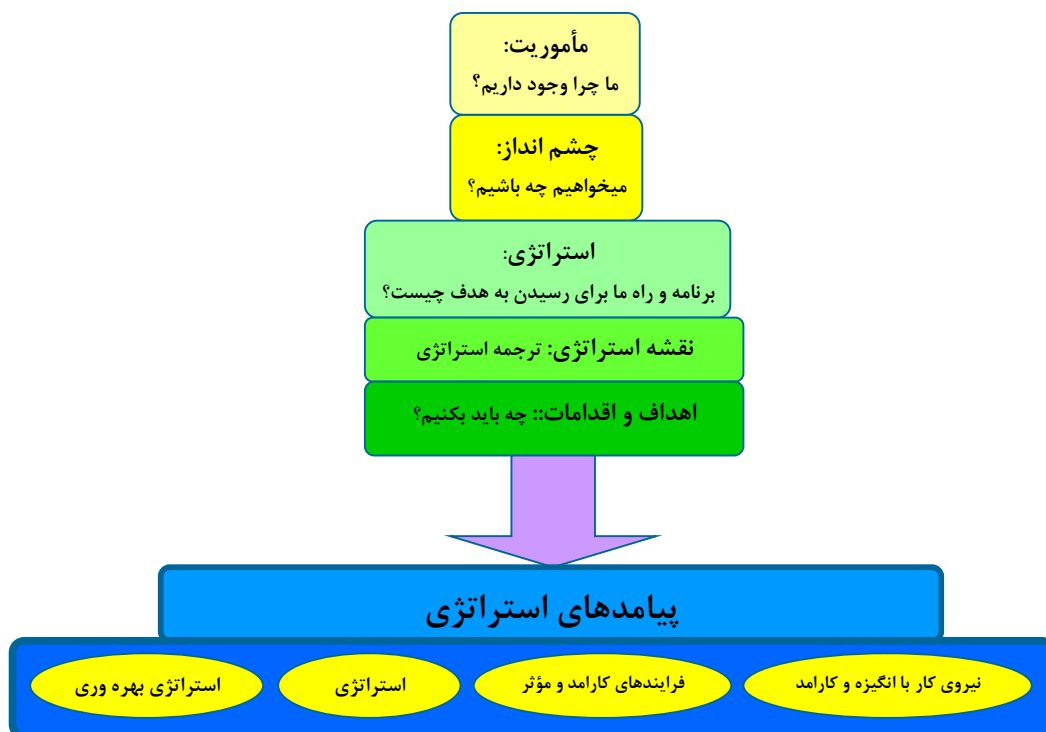 مأموریت:
ما چرا وجود داریم؟
چشم انداز:
میخواهیم چه باشیم؟
استراتژی:
برنامه و راه ما برای رسیدن به هدف چیست؟
نقشه استراتژی: ترجمه استراتژی
اهداف و اقدامات:: چه باید بکنیم؟
پیامدهای استراتژی
نیروی کار با انگیزه و کارامد
فرایندهای کارامد و مؤثر
استراتژی
استراتژی بهره وری